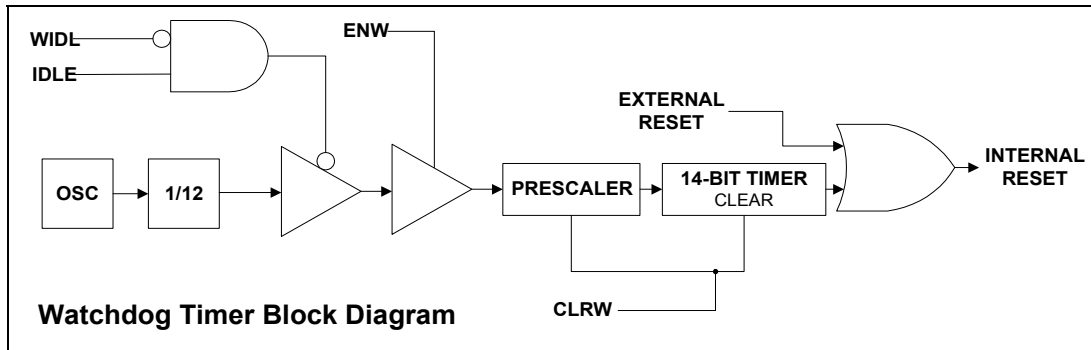 WIDL
IDLE
ENW
EXTERNAL
RESET
INTERNAL
RESET
OSC
1/12
PRESCALER
14-BIT TIMER
CLEAR
CLRW
Watchdog Timer Block Diagram